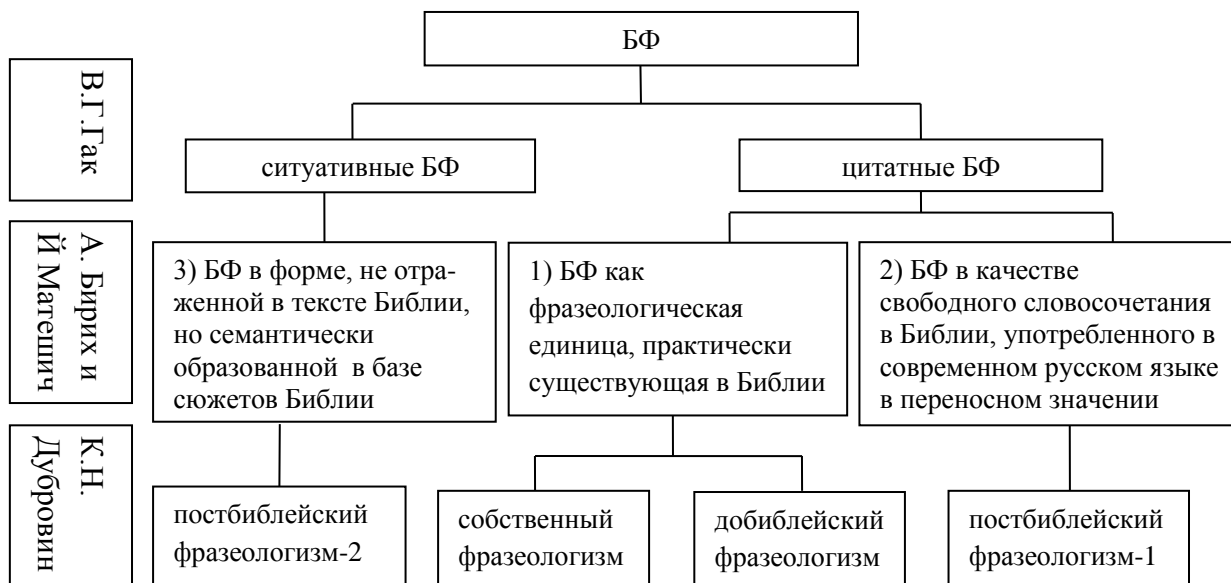 БФ
В.Г.Гак
ситуативные БФ
цитатные БФ
А. Бирих и
Й Матешич
3) БФ в форме, не отра-
женной в тексте Библии,
но семантически
образованной в базе
сюжетов Библии
1) БФ как
фразеологическая
единица, практически
существующая в Библии
2) БФ в качестве
свободного словосочетания
в Библии, употребленного в
современном русском языке
в переносном значении
К.Н.
Дубровин
постбиблейский
фразеологизм-2
собственный
фразеологизм
добиблейский
фразеологизм
постбиблейский
фразеологизм-1